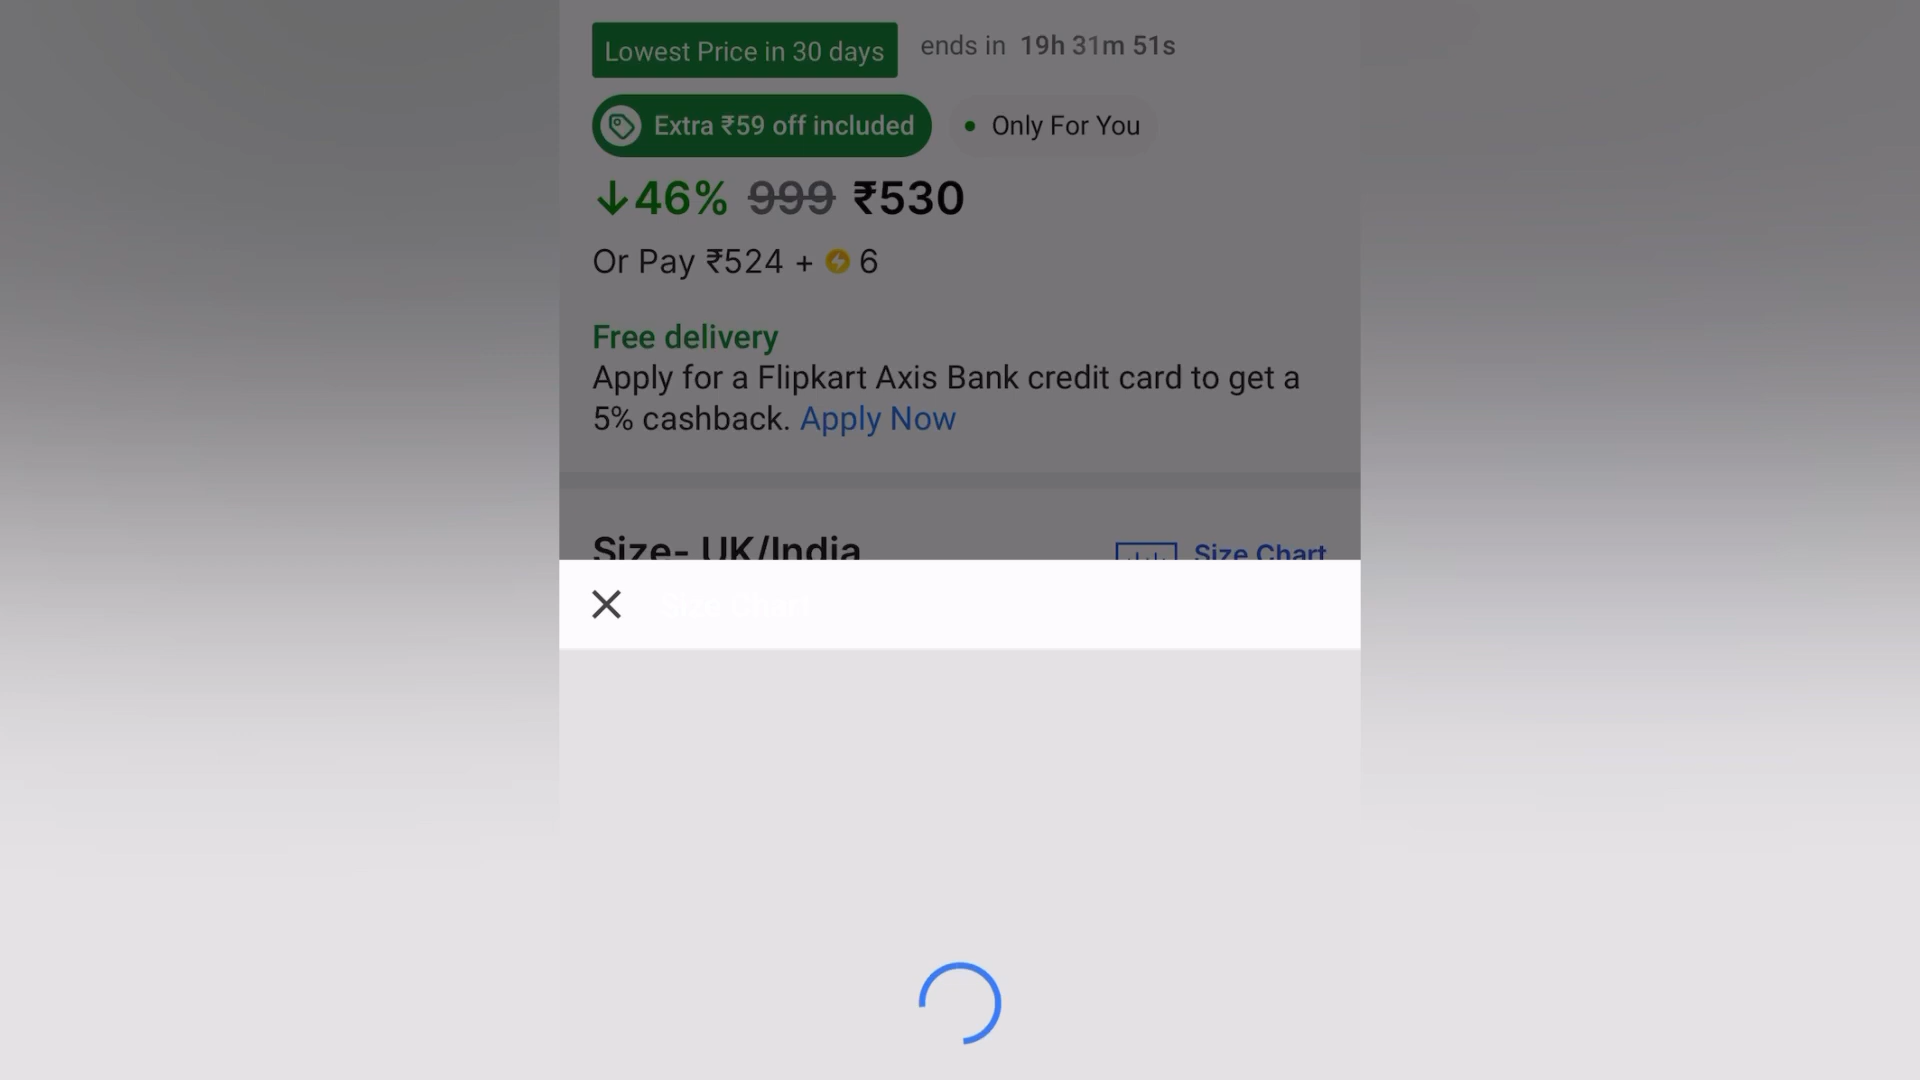 Lowest Price in 30 days ends in 19h 31m 51s
Extra ₹59 off included • Only For You
↓46% 999 ₹530
Or Pay ₹524 + 6
Free delivery
Apply for a Flipkart Axis Bank credit card to get a
5% cashback. Apply Now
Size- UK/India Size Chart
Size Chart